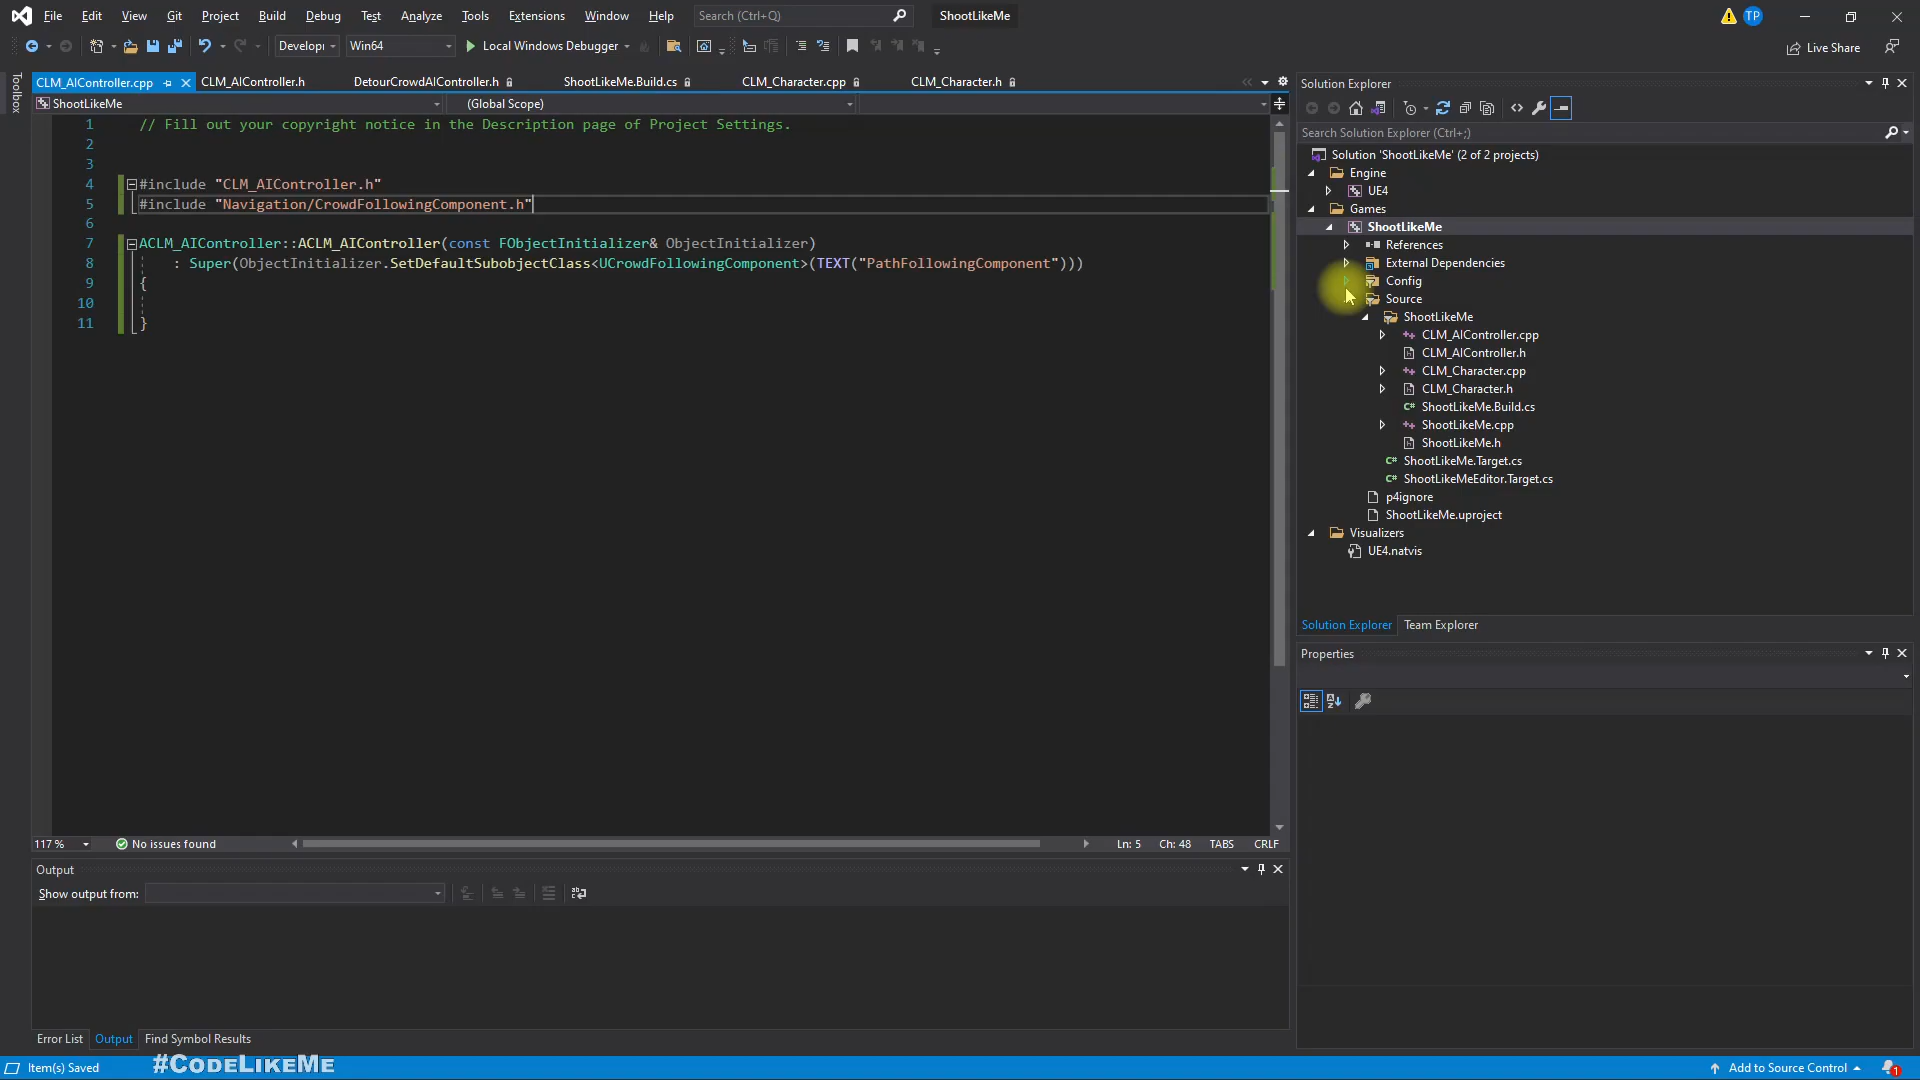 File Edit View Git Project Build Debug Test Analyze Tools Extensions Window Help Search (Ctrl+Q) ShootLikeMe TP
Develop Win64 Local Windows Debugger Live Share
Toolbox
CLM_AIController.cpp CLM_AIController.h DetourCrowdAIController.h ShootLikeMe.Build.cs CLM_Character.cpp CLM_Character.h
ShootLikeMe (Global Scope)
1 // Fill out your copyright notice in the Description page of Project Settings.
2
3
4 #include "CLM_AIController.h"
5 #include "Navigation/CrowdFollowingComponent.h"
6
7 ACLM_AIController::ACLM_AIController(const FObjectInitializer& ObjectInitializer)
8 : Super(ObjectInitializer.SetDefaultSubobjectClass<UCrowdFollowingComponent>(TEXT("PathFollowingComponent")))
9 {
10
11 }
117 % No issues found Ln: 5 Ch: 48 TABS CRLF
Output
Show output from:
Error List Output Find Symbol Results
Solution Explorer
Search Solution Explorer (Ctrl+;)
Solution 'ShootLikeMe' (2 of 2 projects)
Engine
UE4
Games
ShootLikeMe
References
External Dependencies
Config
Source
ShootLikeMe
CLM_AIController.cpp
CLM_AIController.h
CLM_Character.cpp
CLM_Character.h
ShootLikeMe.Build.cs
ShootLikeMe.cpp
ShootLikeMe.h
ShootLikeMe.Target.cs
ShootLikeMeEditor.Target.cs
p4ignore
ShootLikeMe.uproject
Visualizers
UE4.natvis
Solution Explorer Team Explorer
Properties
Item(s) Saved #CodeLikeMe Add to Source Control 1